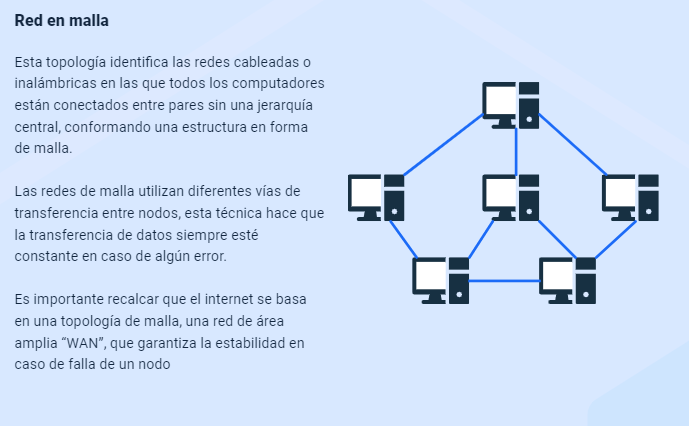 Red en malla
Esta topología identifica las redes cableadas o
inalámbricas en las que todos los computadores
están conectados entre pares sin una jerarquía
central, conformando una estructura en forma
de malla.
Las redes de malla utilizan diferentes vías de
transferencia entre nodos, esta técnica hace que
la transferencia de datos siempre esté
constante en caso de algún error.
Es importante recalcar que el internet se basa
en una topología de malla, una red de área
amplia “WAN”, que garantiza la estabilidad en
caso de falla de un nodo